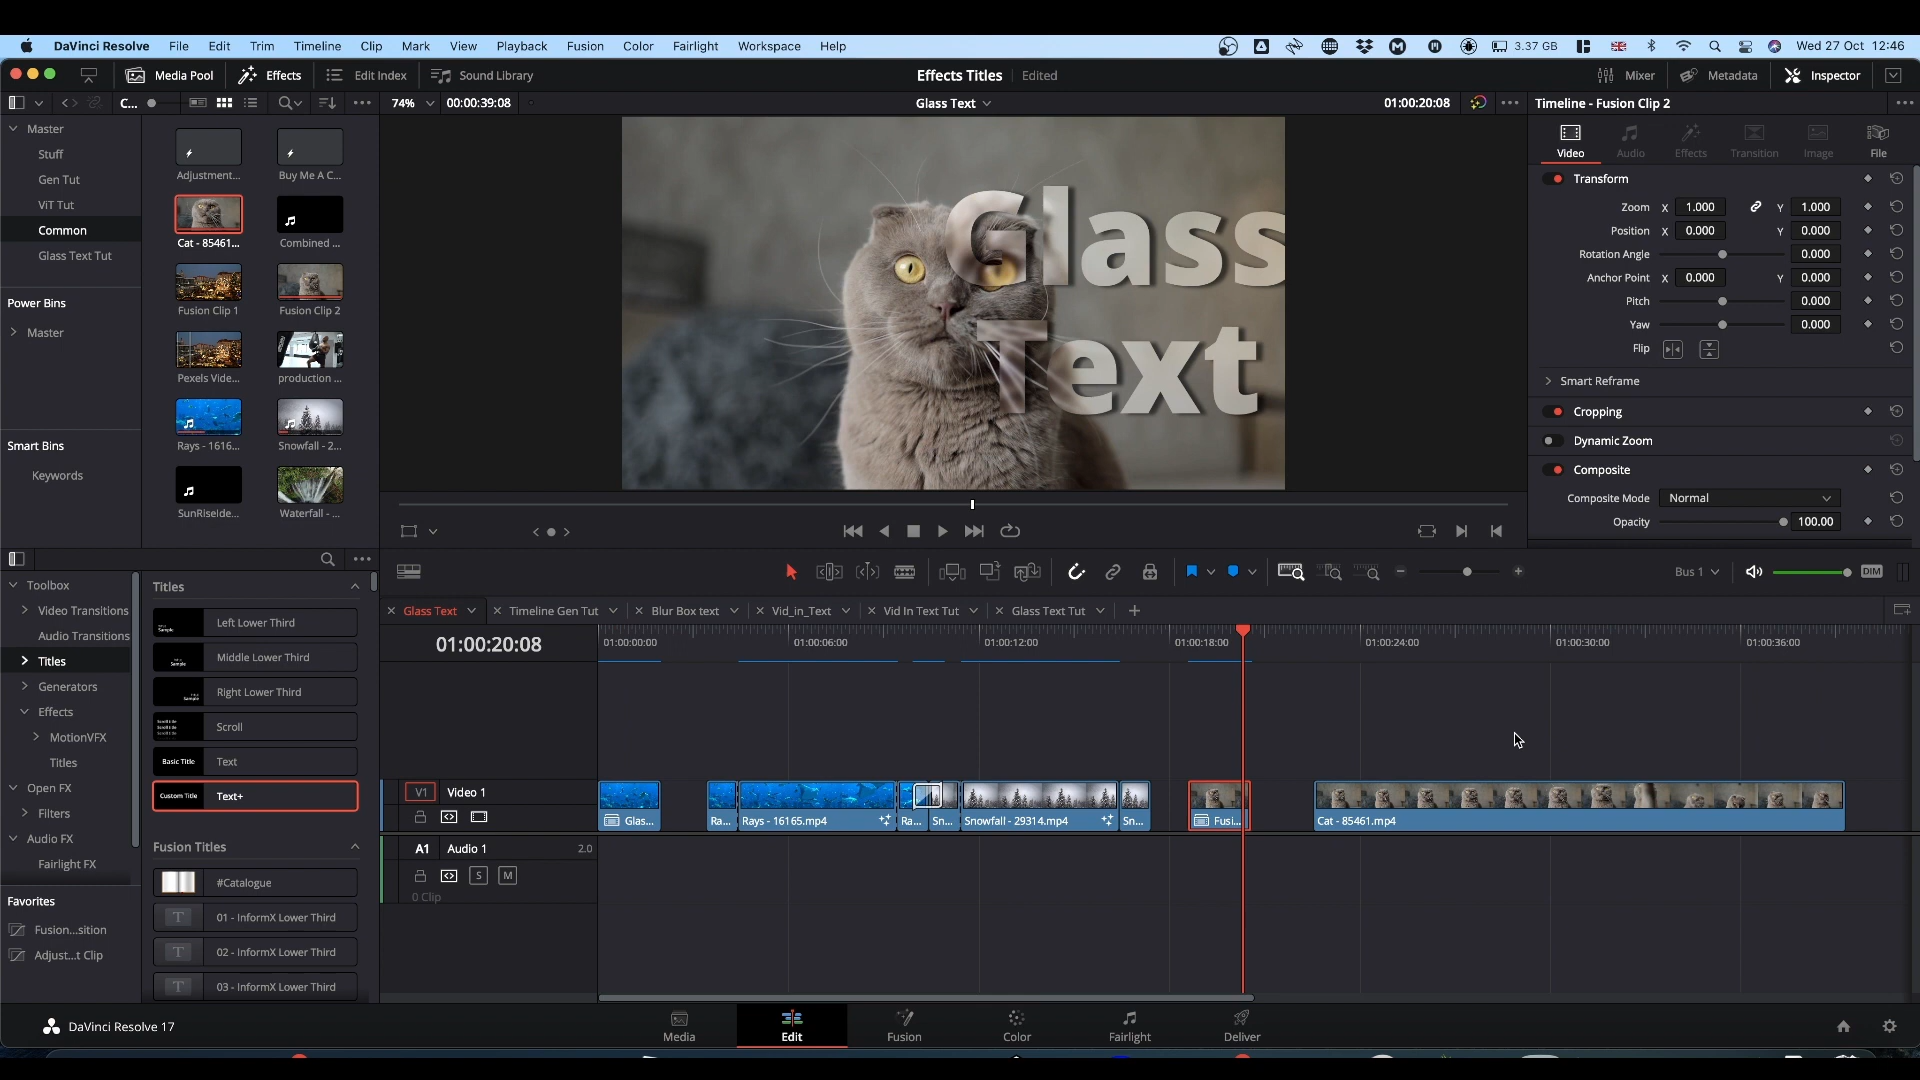 DaVinci Resolve File Edit Trim Timeline Clip Mark View Playback Fusion Color Fairlight Workspace Help 3.37 GB Wed 27 Oct 12:46
Media Pool Effects Edit Index Sound Library Effects Titles Edited Mixer Metadata Inspector
C... 74% 00:00:39:08 Glass Text 01:00:20:08 Timeline - Fusion Clip 2
Master
Stuff
Gen Tut
ViT Tut
Common
Glass Text Tut
Power Bins
Master
Smart Bins
Keywords
Adjustment... Buy Me A C...
Cat - 85461... Combined ...
Fusion Clip 1 Fusion Clip 2
Pexels Vide... production ...
Rays - 1616... Snowfall - 2...
SunRiseIde... Waterfall - ...
Glass
Text
Video Audio Effects Transition Image File
Transform
Zoom X 1.000 Y 1.000
Position X 0.000 Y 0.000
Rotation Angle 0.000
Anchor Point X 0.000 Y 0.000
Pitch 0.000
Yaw 0.000
Flip
Smart Reframe
Cropping
Dynamic Zoom
Composite
Composite Mode Normal
Opacity 100.00
Bus 1 DIM
Toolbox
Video Transitions
Audio Transitions
Titles
Generators
Effects
MotionVFX
Titles
Open FX
Filters
Audio FX
Fairlight FX
Favorites
Fusion...sition
Adjust...t Clip
Titles
Left Lower Third
Middle Lower Third
Right Lower Third
Scroll
Basic Title Text
Custom Title Text+
Fusion Titles
#Catalogue
T 01 - InformX Lower Third
T 02 - InformX Lower Third
T 03 - InformX Lower Third
Glass Text Timeline Gen Tut Blur Box text Vid_in_Text Vid In Text Tut Glass Text Tut
01:00:20:08 01:00:00:00 01:00:06:00 01:00:12:00 01:00:18:00 01:00:24:00 01:00:30:00 01:00:36:00
V1 Video 1
Glas... Ra... Rays - 16165.mp4 Ra... Sn... Snowfall - 29314.mp4 Sn... Fusi... Cat - 85461.mp4
A1 Audio 1 2.0
S M
0 Clip
DaVinci Resolve 17 Media Edit Fusion Color Fairlight Deliver